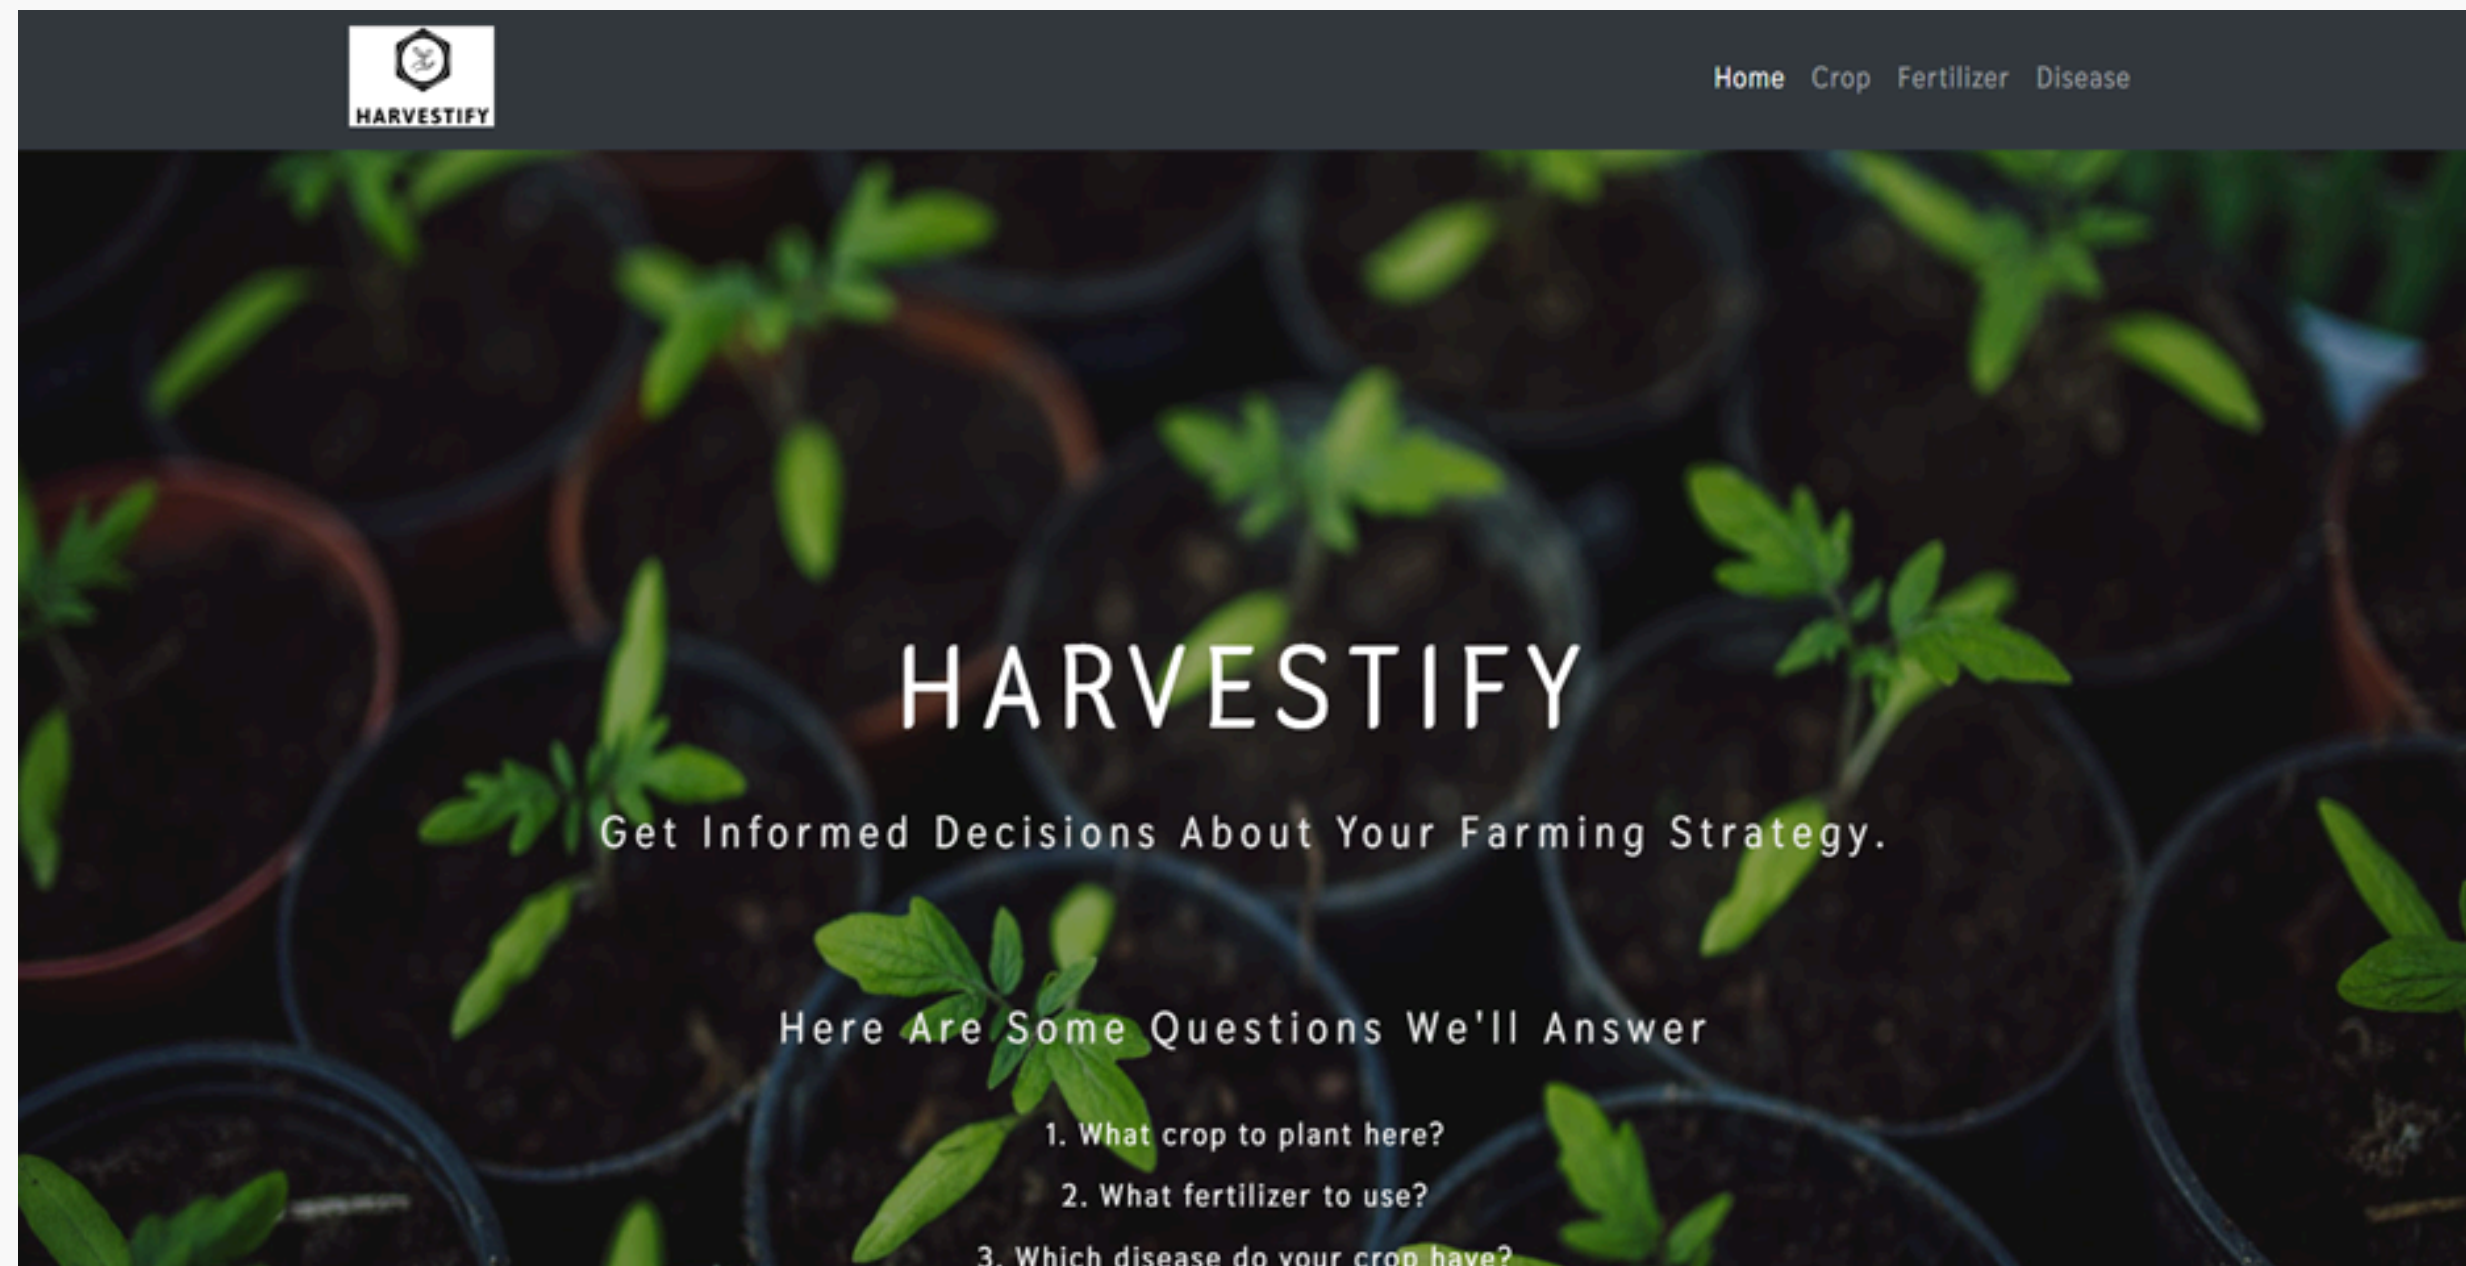 HARVESTIFY
Home Crop Fertilizer Disease
HARVESTIFY
Get Informed Decisions About Your Farming Strategy.
Here Are Some Questions We'll Answer
1. What crop to plant here?
2. What fertilizer to use?
3. Which disease do your crop have?